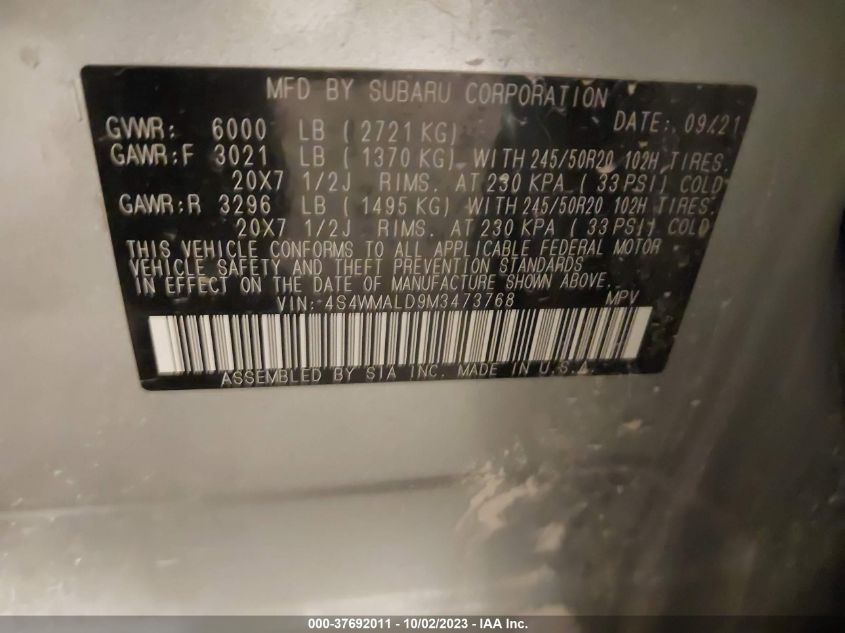 MFD BY SUBARU CORPORATION
GVWR: 6000 LB ( 2721 KG) DATE: 09/21
GAWR:F 3021 LB ( 1370 KG) WITH 245/50R20 102H TIRES.
20X7 1/2J RIMS. AT 230 KPA ( 33 PSI) COLD
GAWR:R 3296 LB ( 1495 KG) WITH 245/50R20 102H TIRES.
20X7 1/2J RIMS. AT 230 KPA ( 33 PSI) COLD
THIS VEHICLE CONFORMS TO ALL APPLICABLE FEDERAL MOTOR
VEHICLE SAFETY AND THEFT PREVENTION STANDARDS
IN EFFECT ON THE DATE OF MANUFACTURE SHOWN ABOVE.
VIN: 4S4WMALD9M3473768 MPV
ASSEMBLED BY SIA INC. MADE IN U.S.A.
000-37692011 - 10/02/2023 - IAA Inc.